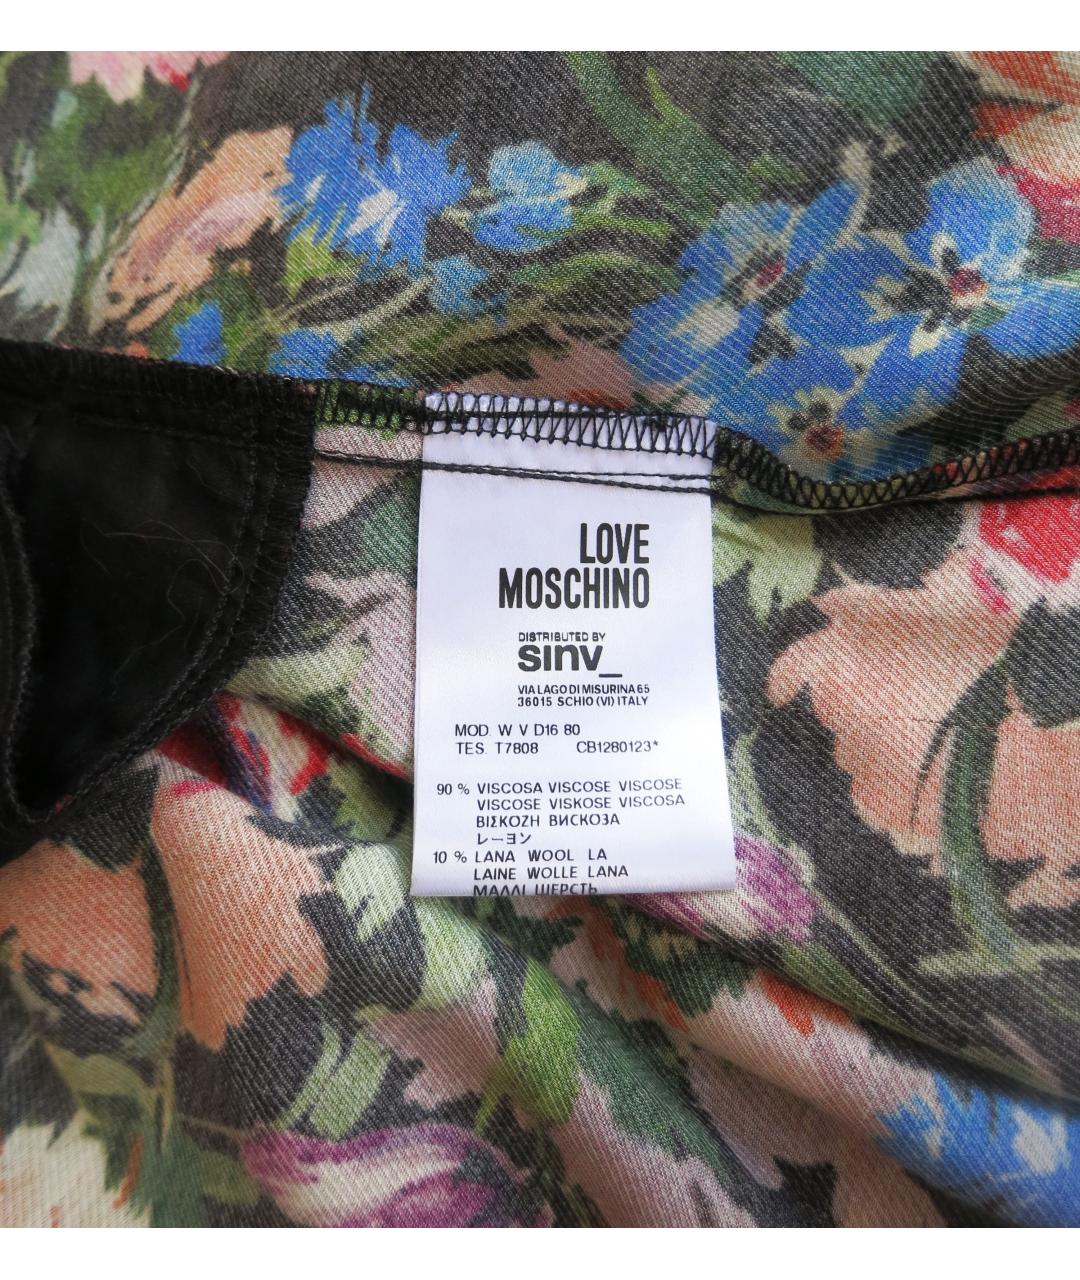 LOVE
MOSCHINO
DISTRIBUTED BY
sinv_
VIA LAGO DI MISURINA 65
36015 SCHIO (VI) ITALY
MOD. W V D16 80
TES. T7808 CB1280123*
90 % VISCOSA VISCOSE VISCOSE
VISCOSE VISKOSE VISCOSA
ΒΙΣΚΟΖΗ ВИСКОЗА
レーヨン
10 % LANA WOOL LA
LAINE WOLLE LANA
ΜΑΛΛΙ ШЕРСТЬ